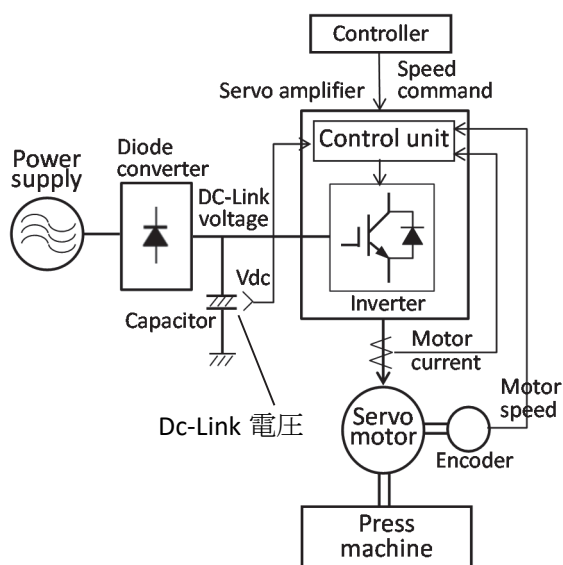 Controller
Speed
command
Servo amplifier
Control unit
Diode
converter
Power
supply
DC-Link
voltage
Vdc
Inverter
Capacitor
Motor
current
Dc-Link 電圧
Servo
motor
Motor
speed
Encoder
Press
machine